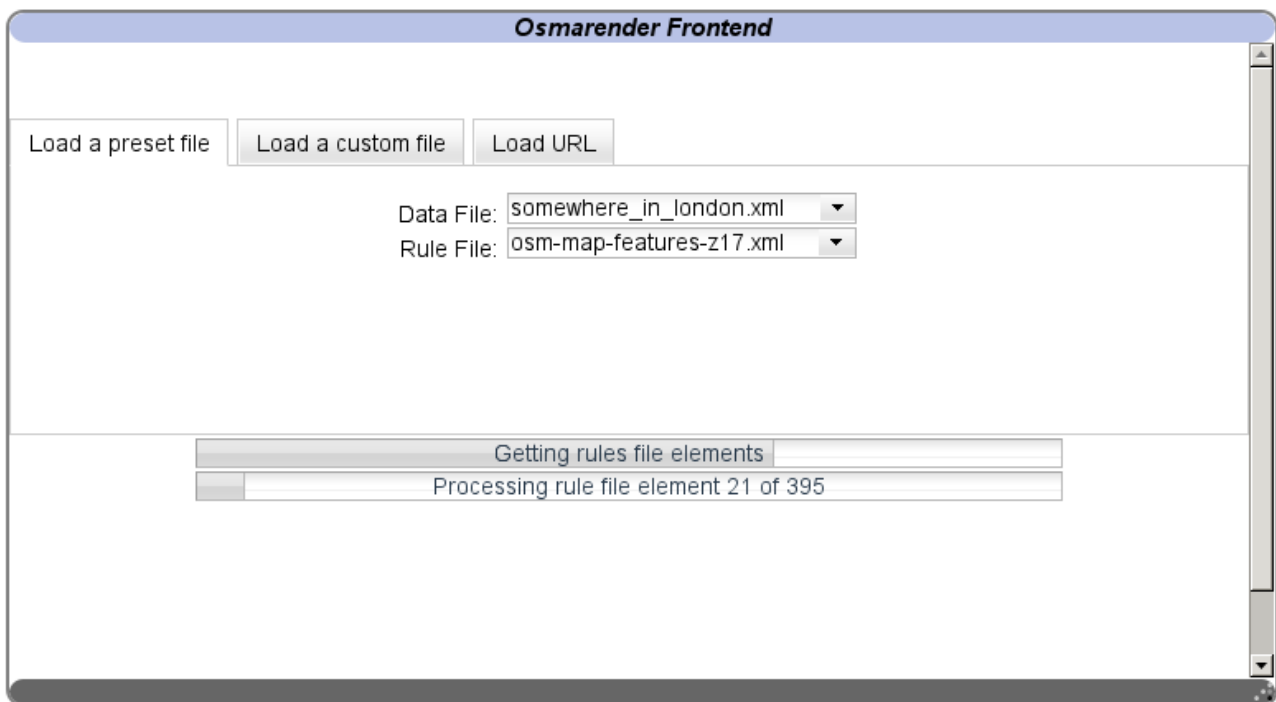 Osmarender Frontend
Load a preset file Load a custom file Load URL
Data File: somewhere_in_london.xml
Rule File: osm-map-features-z17.xml
Getting rules file elements
Processing rule file element 21 of 395